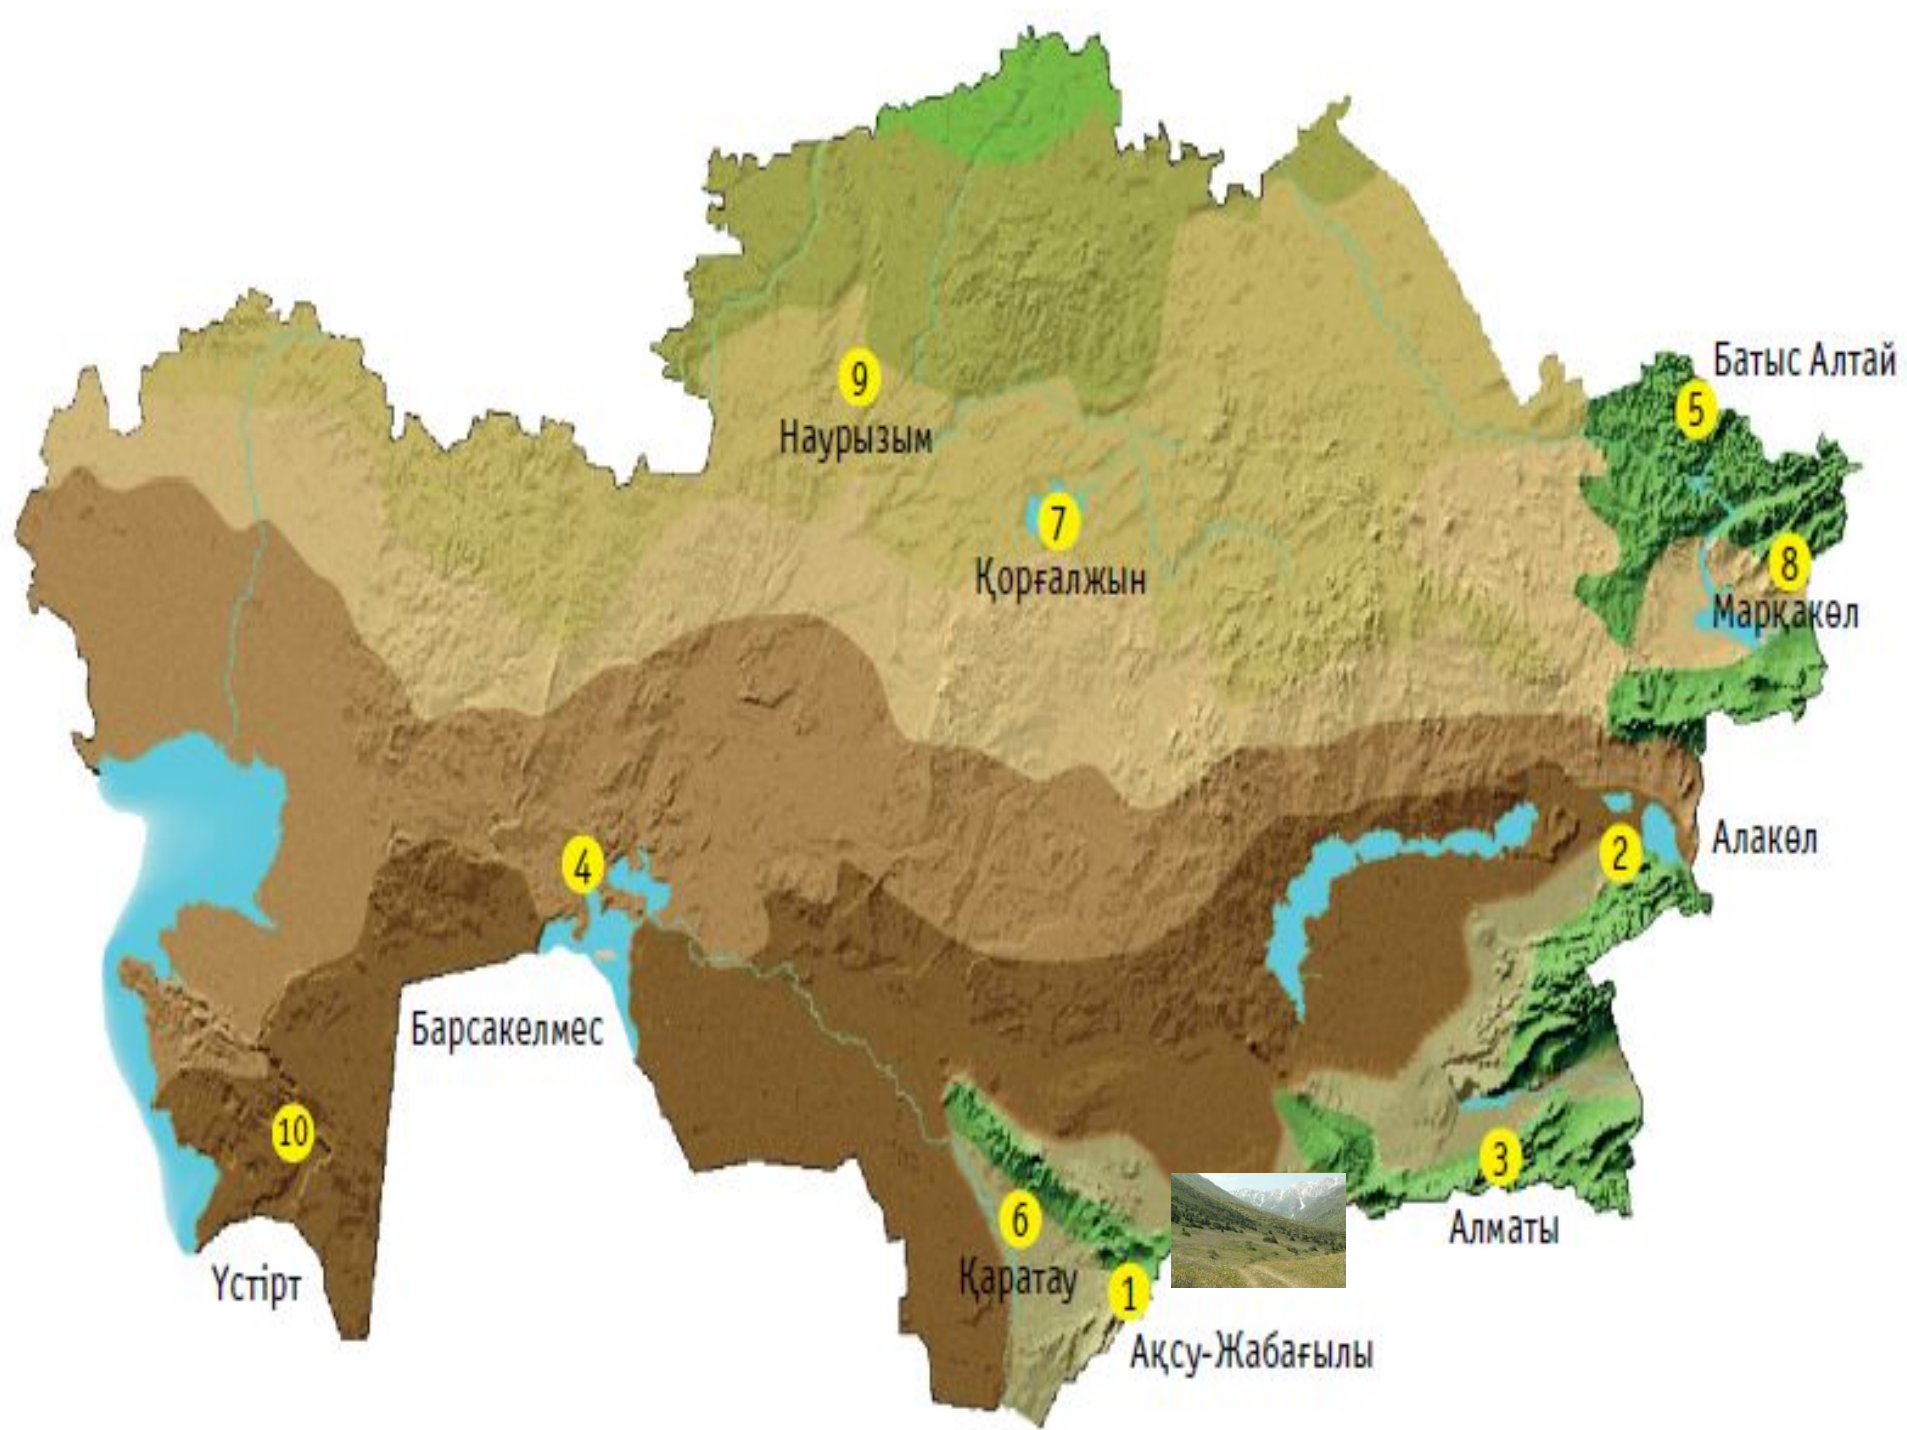 Батыс Алтай
5
9
Наурызым
7
Қорғалжын
8
Марқакөл
Алакөл
2
4
Барсакелмес
10
Үстірт
3
Алматы
6
Қаратау
1
Ақсу-Жабағылы